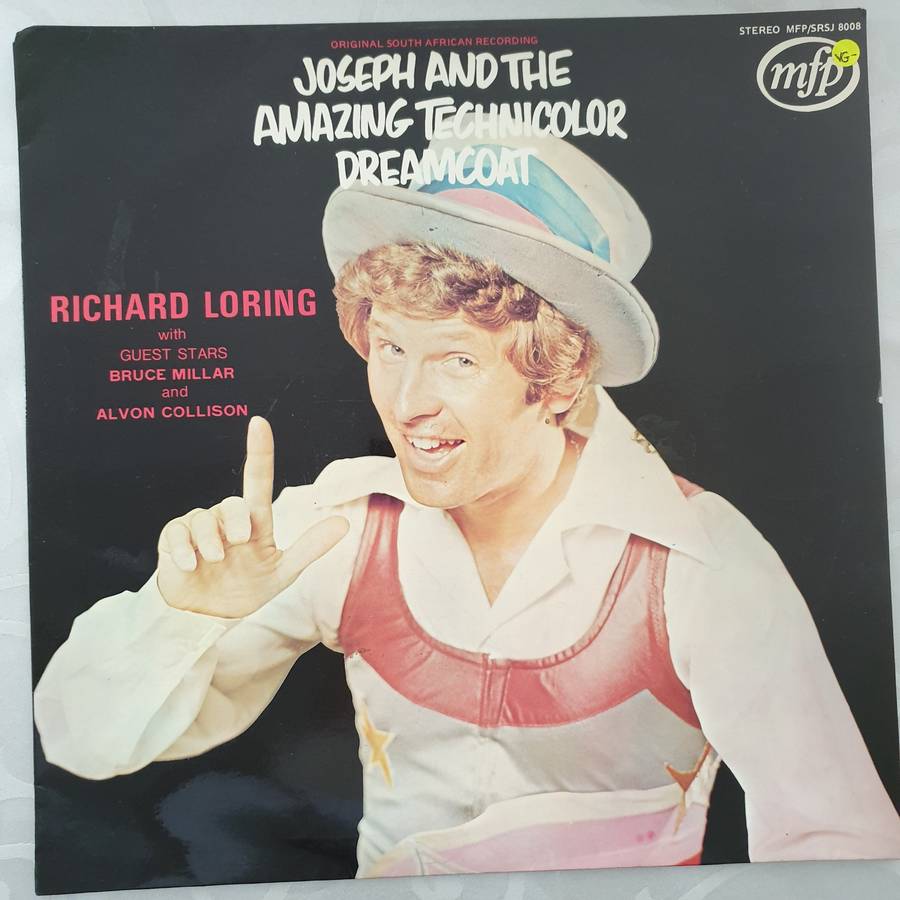 STEREO MFP/SRSJ 8008
mfp
VG-
ORIGINAL SOUTH AFRICAN RECORDING
JOSEPH AND THE
AMAZING TECHNICOLOR
DREAMCOAT
RICHARD LORING
with
GUEST STARS
BRUCE MILLAR
and
ALVON COLLISON